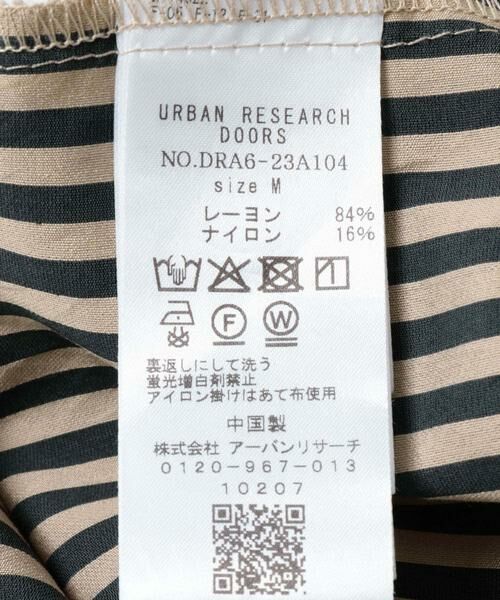 URBAN RESEARCH
DOORS
NO.DRA6-23A104
size M
レーヨン 84%
ナイロン 16%
F W
裏返しにして洗う
蛍光増白剤禁止
アイロン掛けはあて布使用
中国製
株式会社 アーバンリサーチ
0120-967-013
10207